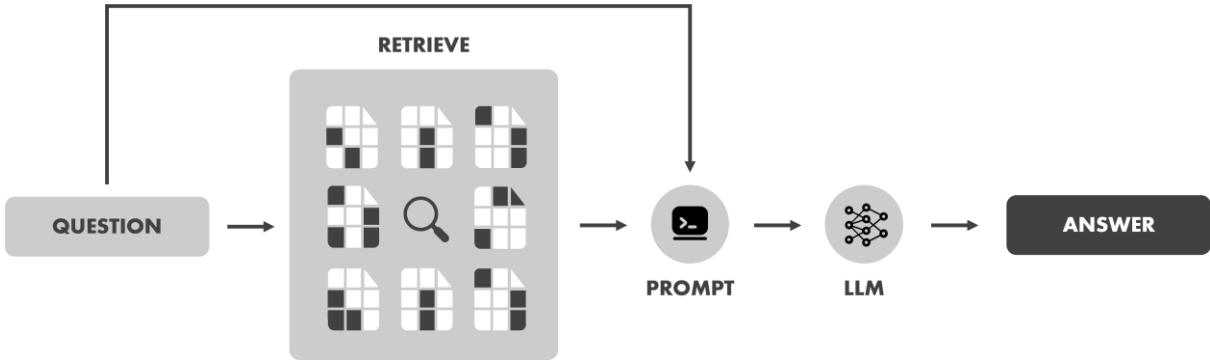 RETRIEVE
QUESTION
PROMPT
LLM
ANSWER